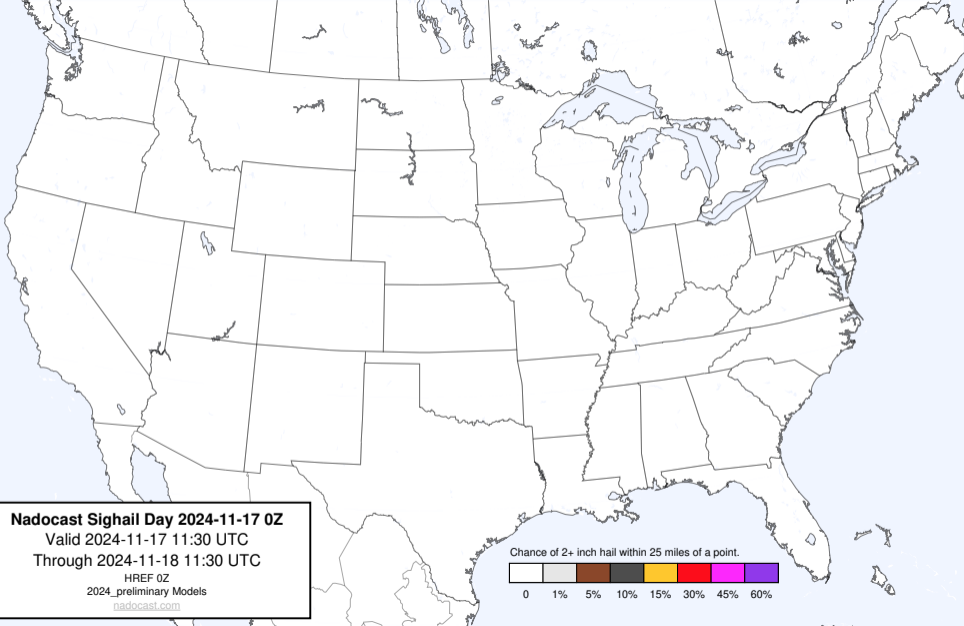 Nadocast Sighail Day 2024-11-17 0Z
Valid 2024-11-17 11:30 UTC
Through 2024-11-18 11:30 UTC
HREF 0Z
2024_preliminary Models
nadocast.com
Chance of 2+ inch hail within 25 miles of a point.
0 1% 5% 10% 15% 30% 45% 60%